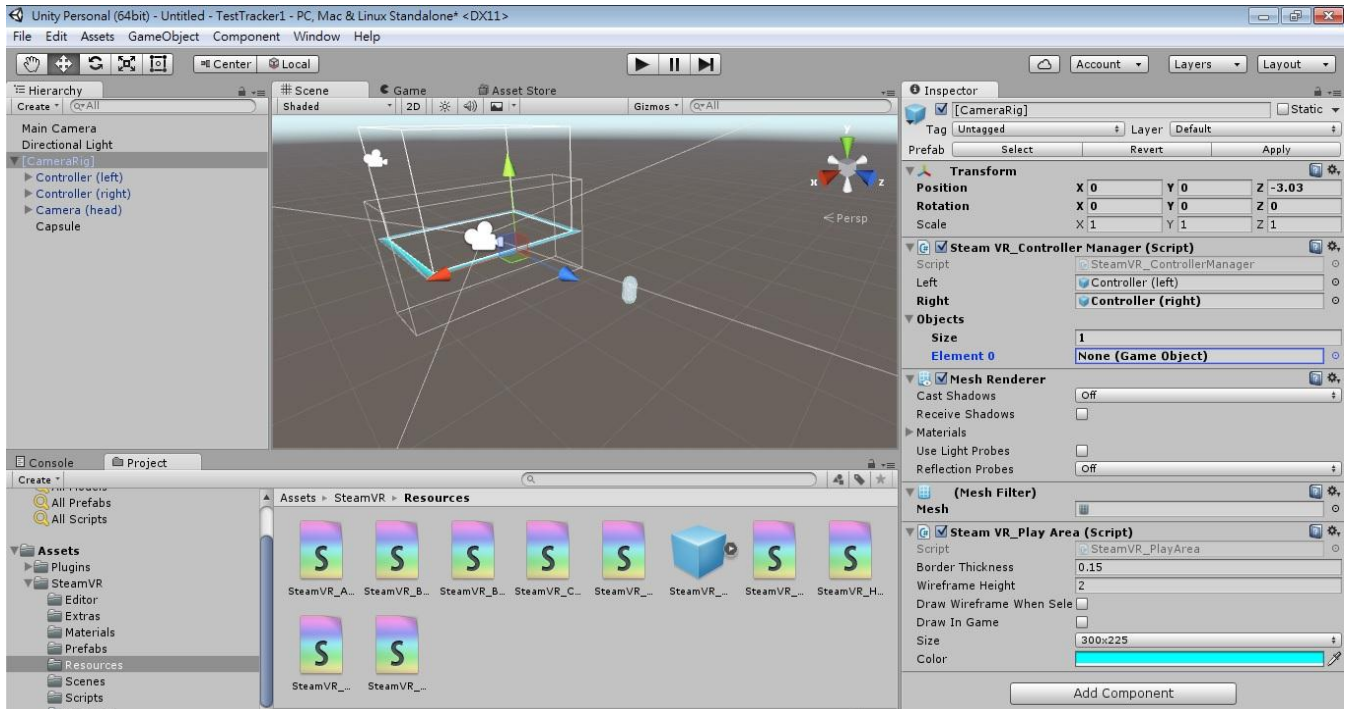 Unity Personal (64bit) - Untitled - TestTracker1 - PC, Mac & Linux Standalone* <DX11>
File Edit Assets GameObject Component Window Help
Center Local Account Layers Layout
Hierarchy
Create All
Main Camera
Directional Light
[CameraRig]
Controller (left)
Controller (right)
Camera (head)
Capsule
Scene Game Asset Store
Shaded 2D Gizmos All
y
x z
Persp
Console Project
Create
All Prefabs
All Scripts
Assets
Plugins
SteamVR
Editor
Extras
Materials
Prefabs
Resources
Scenes
Scripts
Assets SteamVR Resources
S S S S S S S
SteamVR_A... SteamVR_B... SteamVR_B... SteamVR_C... SteamVR_... SteamVR_... SteamVR_... SteamVR_H...
S S
SteamVR_... SteamVR_...
Inspector
[CameraRig] Static
Tag Untagged Layer Default
Prefab Select Revert Apply
Transform
Position X 0 Y 0 Z -3.03
Rotation X 0 Y 0 Z 0
Scale X 1 Y 1 Z 1
Steam VR_Controller Manager (Script)
Script SteamVR_ControllerManager
Left Controller (left)
Right Controller (right)
Objects
Size 1
Element 0 None (Game Object)
Mesh Renderer
Cast Shadows Off
Receive Shadows
Materials
Use Light Probes
Reflection Probes Off
(Mesh Filter)
Mesh
Steam VR_Play Area (Script)
Script SteamVR_PlayArea
Border Thickness 0.15
Wireframe Height 2
Draw Wireframe When Sele
Draw In Game
Size 300x225
Color
Add Component